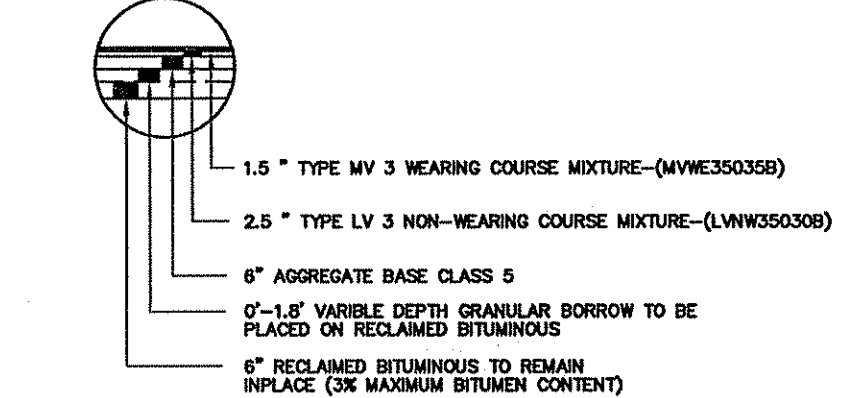 1.5 " TYPE MV 3 WEARING COURSE MIXTURE-(MVWE35035B)
2.5 " TYPE LV 3 NON-WEARING COURSE MIXTURE-(LVNW35030B)
6" AGGREGATE BASE CLASS 5
0'-1.8' VARIBLE DEPTH GRANULAR BORROW TO BE
PLACED ON RECLAIMED BITUMINOUS
6" RECLAIMED BITUMINOUS TO REMAIN
INPLACE (3% MAXIMUM BITUMEN CONTENT)